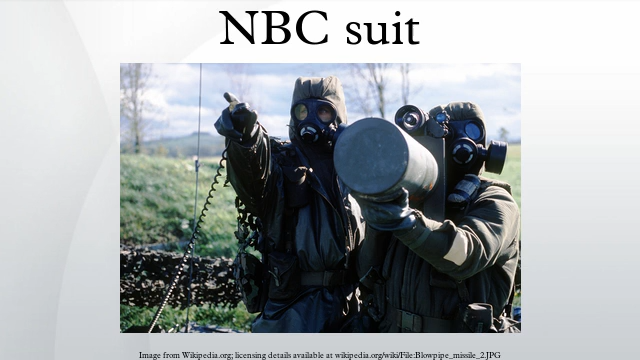 NBC suit
Image from Wikipedia.org; licensing details available at wikipedia.org/wiki/File:Blowpipe_missile_2.JPG